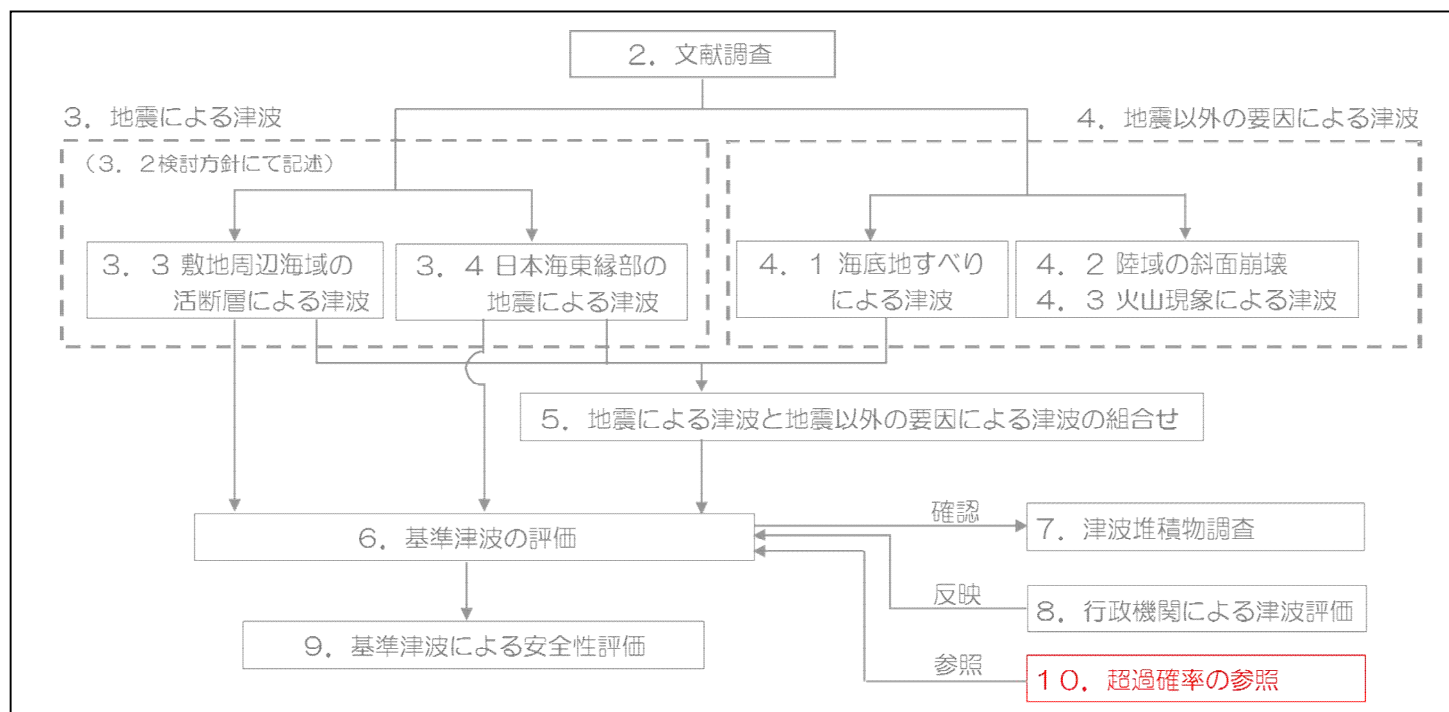 2．文献調査
3．地震による津波
4．地震以外の要因による津波
（3．2検討方針にて記述）
3．3 敷地周辺海域の
活断層による津波
3．4 日本海東縁部の
地震による津波
4．1 海底地すべり
による津波
4．2 陸域の斜面崩壊
4．3 火山現象による津波
5．地震による津波と地震以外の要因による津波の組合せ
6．基準津波の評価
確認
7．津波堆積物調査
反映
8．行政機関による津波評価
9．基準津波による安全性評価
参照
10．超過確率の参照